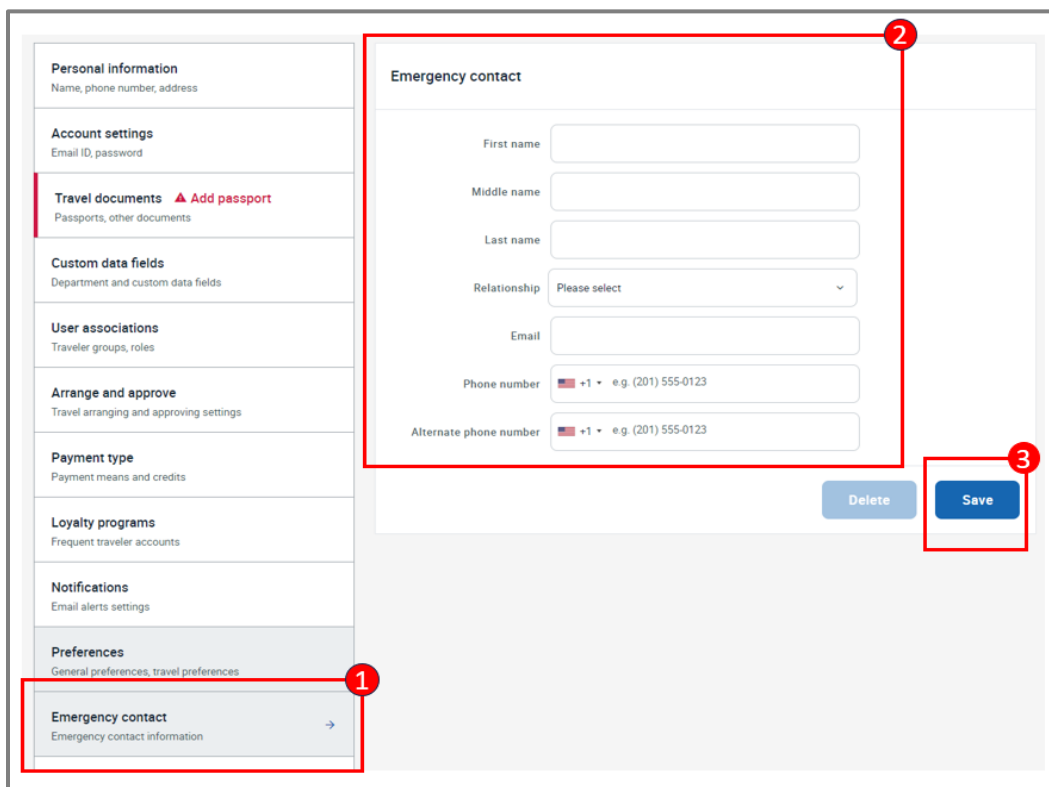 Personal information
Name, phone number, address
Account settings
Email ID, password
Travel documents Add passport
Passports, other documents
Custom data fields
Department and custom data fields
User associations
Traveler groups, roles
Arrange and approve
Travel arranging and approving settings
Payment type
Payment means and credits
Loyalty programs
Frequent traveler accounts
Notifications
Email alerts settings
Preferences
General preferences, travel preferences
1
Emergency contact
Emergency contact information
2
Emergency contact
First name
Middle name
Last name
Relationship Please select
Email
Phone number +1 e.g. (201) 555-0123
Alternate phone number +1 e.g. (201) 555-0123
3
Delete Save